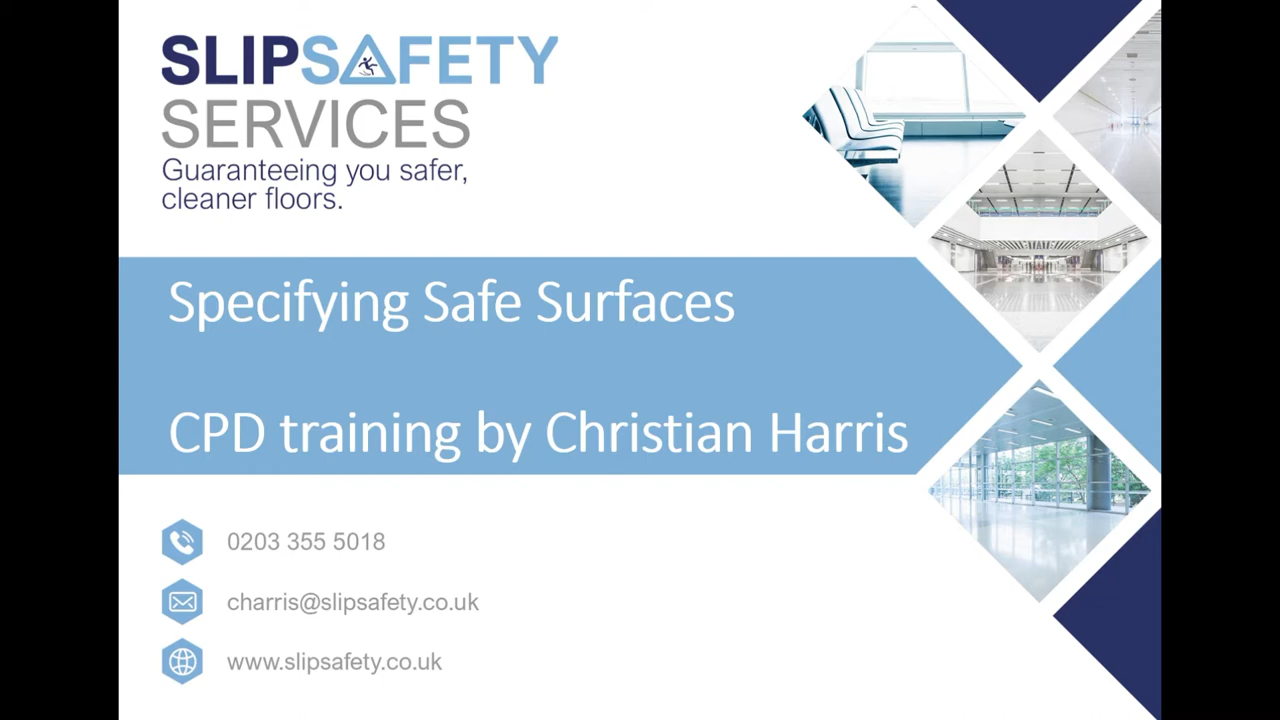 SLIPSAFETY
SERVICES
Guaranteeing you safer,
cleaner floors.
Specifying Safe Surfaces
CPD training by Christian Harris
0203 355 5018
charris@slipsafety.co.uk
www.slipsafety.co.uk